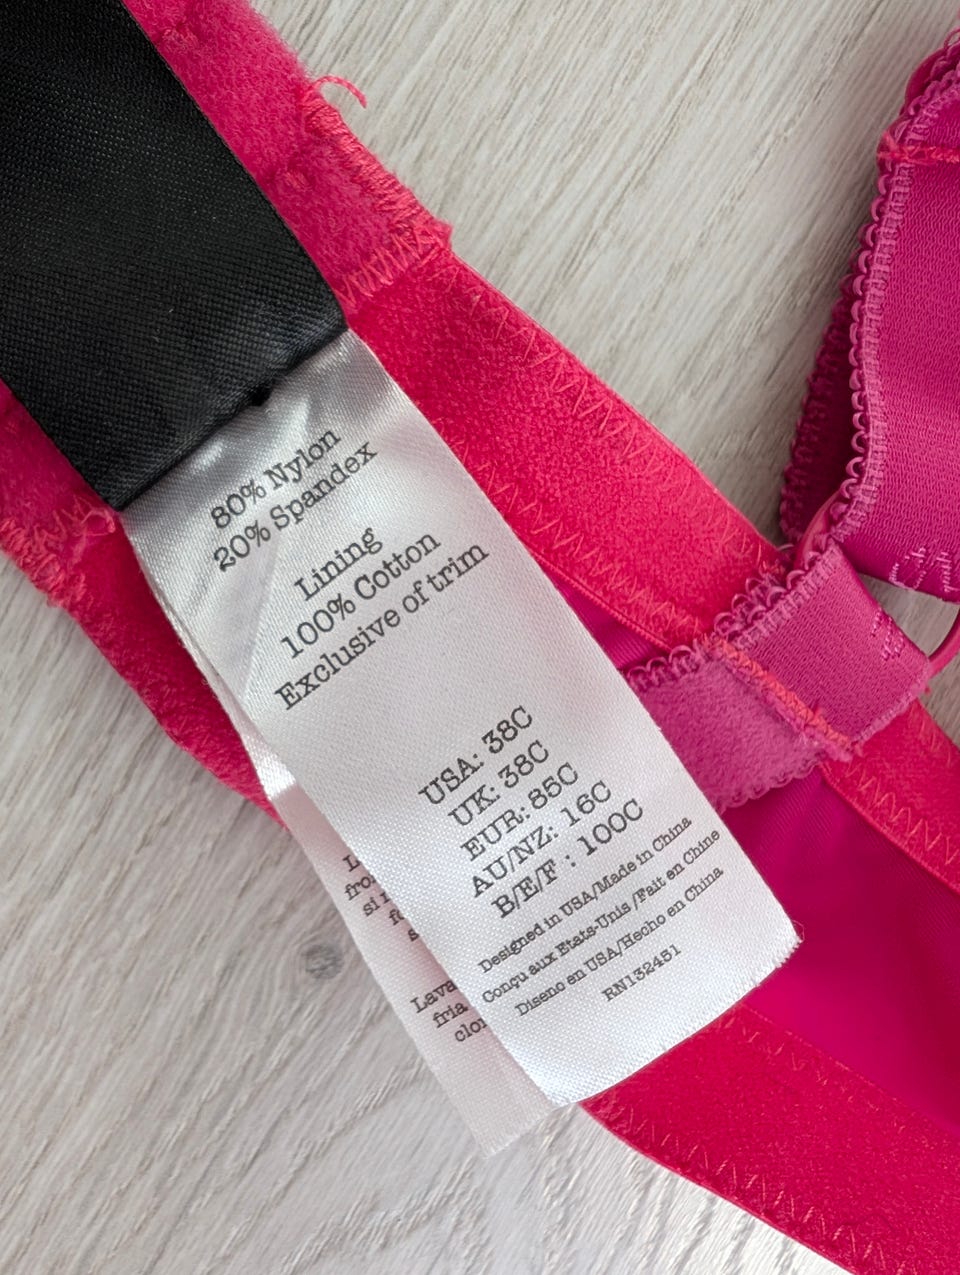 80% Nylon
20% Spandex
Lining
100% Cotton
Exclusive of trim
USA: 38C
UK: 38C
EUR: 85C
AU/NZ: 16C
B/E/F : 100C
Designed in USA/Made in China
Conçu aux Etats-Unis /Fait en Chine
Diseno en USA/Hecho en China
RN132451
fria